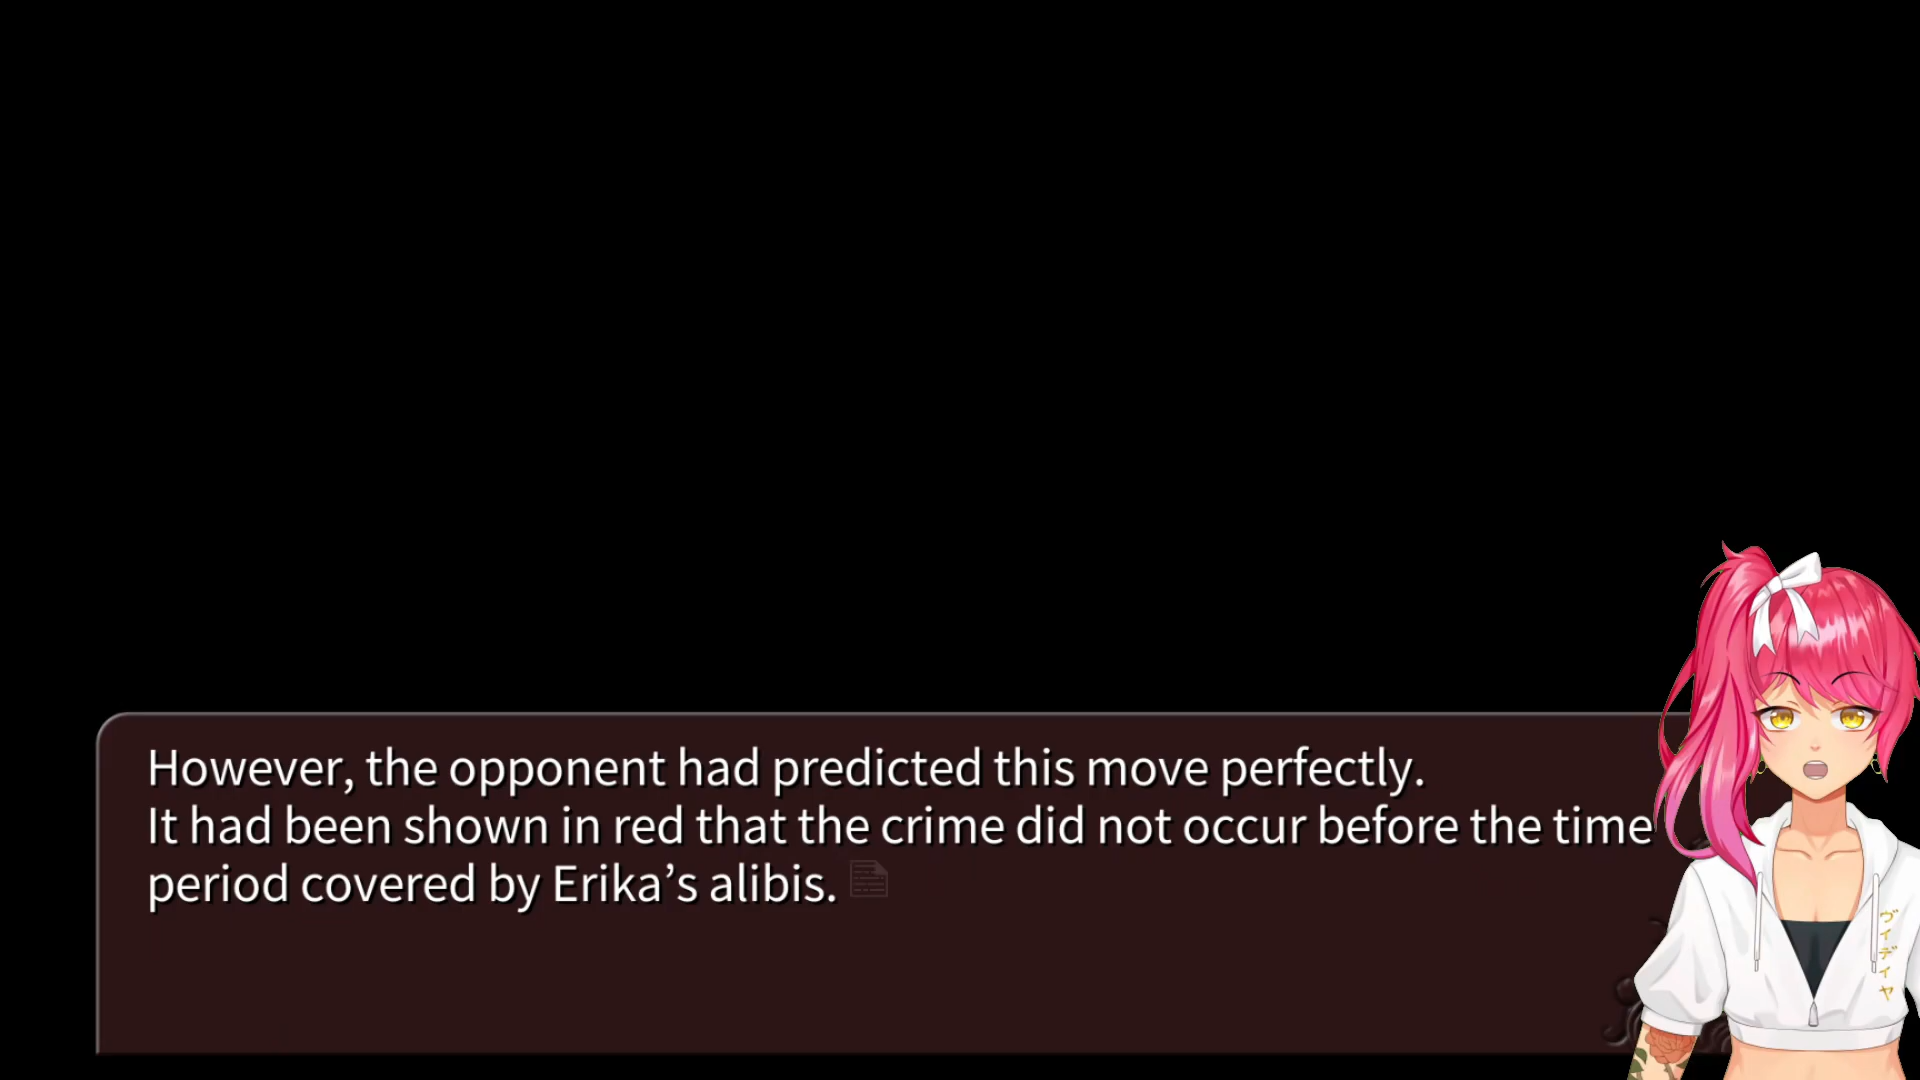 However, the opponent had predicted this move perfectly.
It had been shown in red that the crime did not occur before the time
period covered by Erika’s alibis.
ヴィディヤ